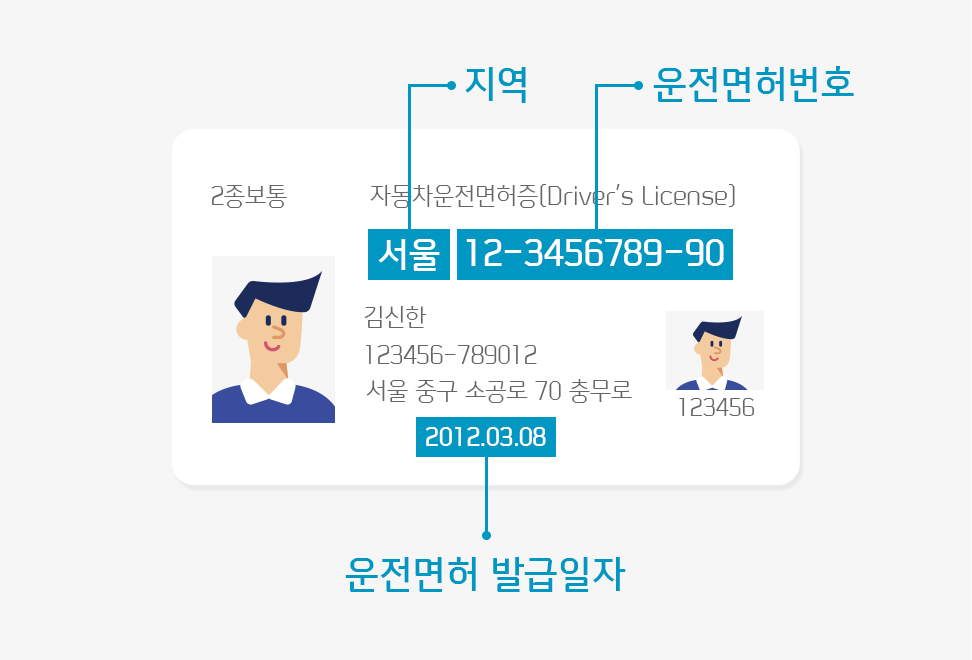 지역
운전면허번호
2종보통
자동차운전면허증(Driver's License)
서울 12-3456789-90
김신한
123456-789012
서울 중구 소공로 70 충무로
123456
2012.03.08
운전면허 발급일자